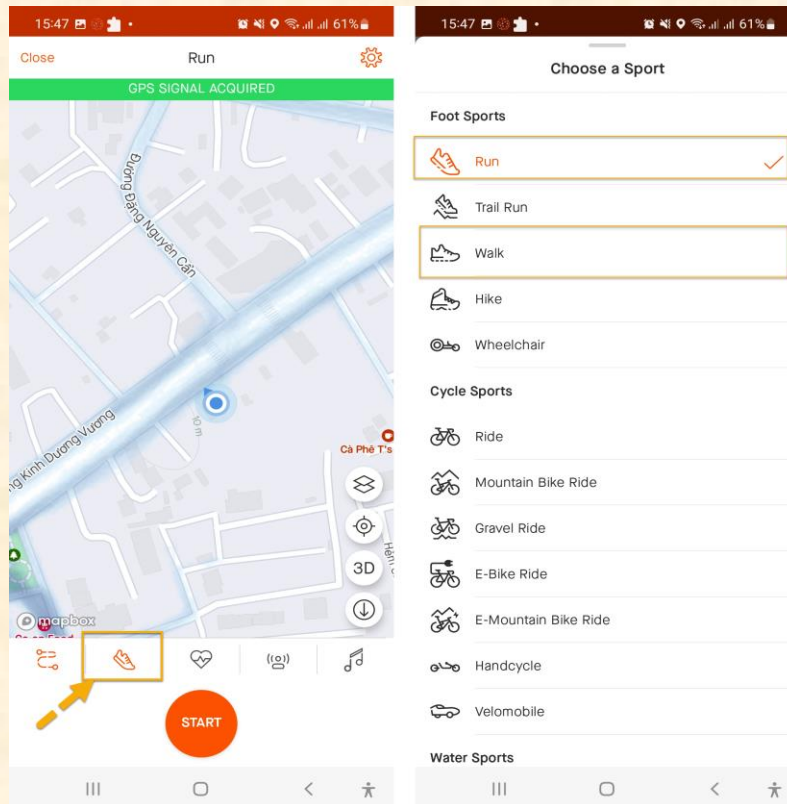 15:47
61%
Close
Run
GPS SIGNAL ACQUIRED
Đường Đặng Nguyên Cẩn
Kinh Dương Vương
10 m
Cà Phê T's
3D
Hẻm
mapbox
START
15:47
61%
Choose a Sport
Foot Sports
Run
Trail Run
Walk
Hike
Wheelchair
Cycle Sports
Ride
Mountain Bike Ride
Gravel Ride
E-Bike Ride
E-Mountain Bike Ride
Handcycle
Velomobile
Water Sports